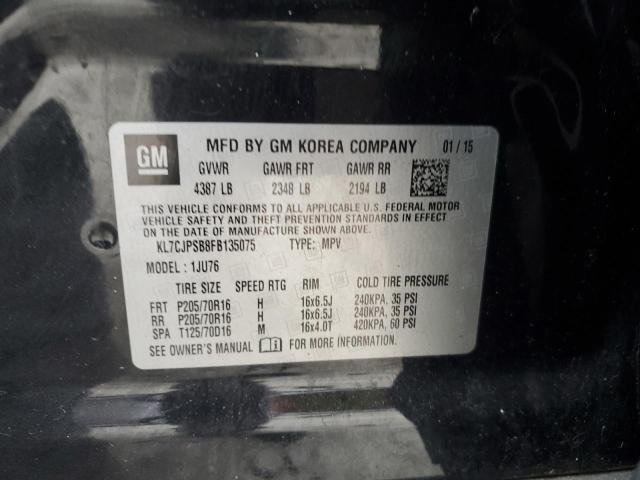 GM
MFD BY GM KOREA COMPANY 01 / 15
GVWR GAWR FRT GAWR RR
4387 LB 2348 LB 2194 LB
THIS VEHICLE CONFORMS TO ALL APPLICABLE U.S. FEDERAL MOTOR
VEHICLE SAFETY AND THEFT PREVENTION STANDARDS IN EFFECT ON
THE DATE OF MANUFACTURE SHOWN ABOVE.
KL7CJPSB8FB135075 TYPE: MPV
MODEL : 1JU76
TIRE SIZE SPEED RTG RIM COLD TIRE PRESSURE
FRT P205/70R16 H 16x6.5J 240KPA, 35 PSI
RR P205/70R16 H 16x6.5J 240KPA, 35 PSI
SPA T125/70D16 M 16x4.0T 420KPA, 60 PSI
SEE OWNER'S MANUAL FOR MORE INFORMATION.